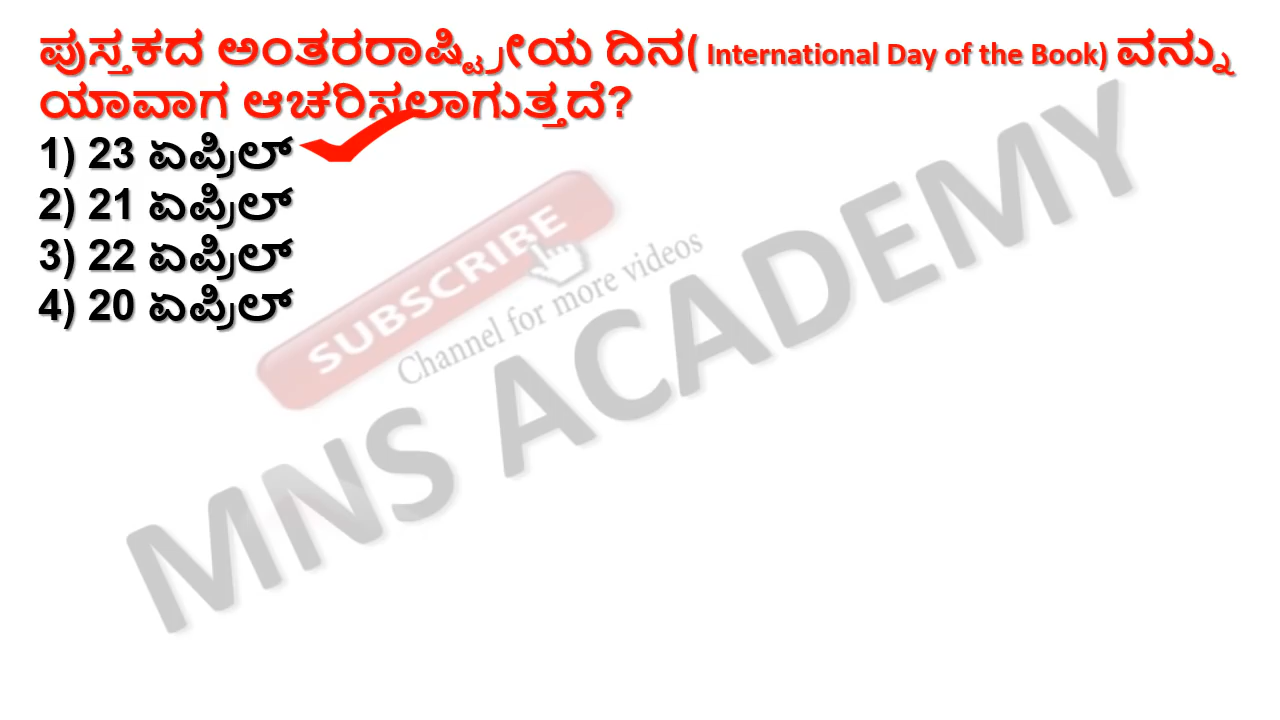 ಪುಸ್ತಕದ ಅಂತರರಾಷ್ಟ್ರೀಯ ದಿನ( International Day of the Book) ವನ್ನು
ಯಾವಾಗ ಆಚರಿಸಲಾಗುತ್ತದೆ?
1) 23 ಏಪ್ರಿಲ್
2) 21 ಏಪ್ರಿಲ್
3) 22 ಏಪ್ರಿಲ್
4) 20 ಏಪ್ರಿಲ್
SUBSCRIBE
Channel for more videos
MNS ACADEMY